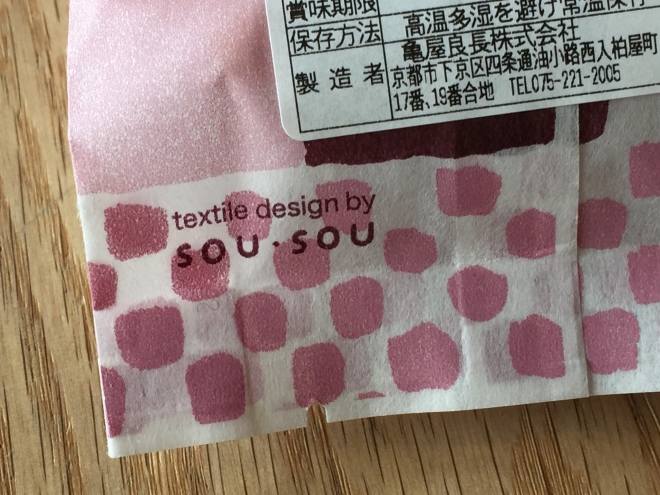 賞味期限
保存方法 高温多湿を避け常温保存
製造者 亀屋良長株式会社
京都市下京区四条通油小路西入柏屋町
17番、19番合地 TEL075-221-2005
textile design by
SOU・SOU